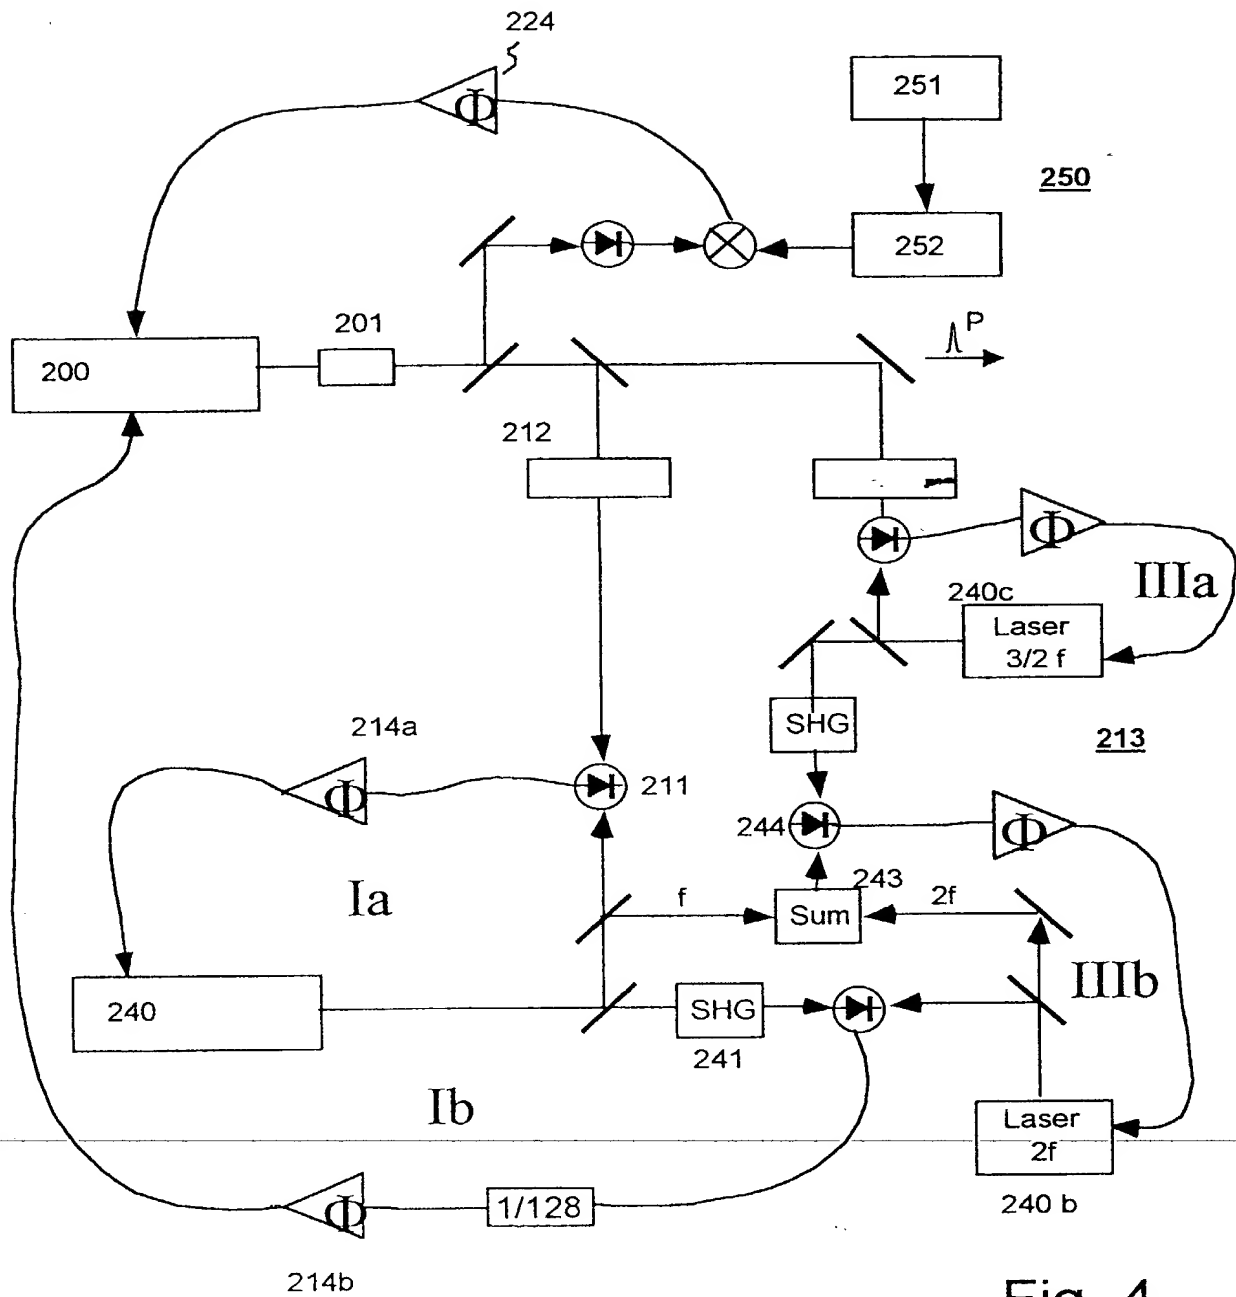 224
Φ
251
250
252
201
P
200
212
Φ
IIIa
240c
Laser
3/2 f
SHG
213
214a
Φ
211
244
Φ
243
Ia
f
Sum
2f
IIIb
240
SHG
241
Ib
Laser
2f
Φ
1/128
240 b
214b
Fig. 4